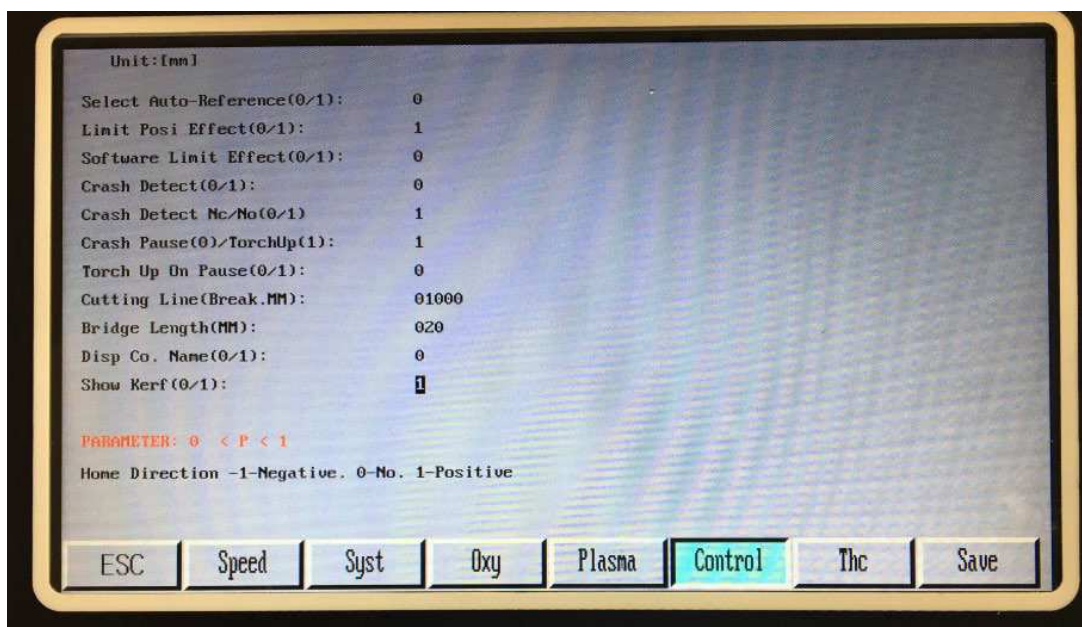 Unit:[mm]
Select Auto-Reference(0/1): 0
Limit Posi Effect(0/1): 1
Software Limit Effect(0/1): 0
Crash Detect(0/1): 0
Crash Detect Nc/No(0/1) 1
Crash Pause(0)/TorchUp(1): 1
Torch Up On Pause(0/1): 0
Cutting Line(Break.MM): 01000
Bridge Length(MM): 020
Disp Co. Name(0/1): 0
Show Kerf(0/1): 1
PARAMETER: 0 < P < 1
Home Direction -1-Negative. 0-No. 1-Positive
ESC Speed Syst Oxy Plasma Control Thc Save